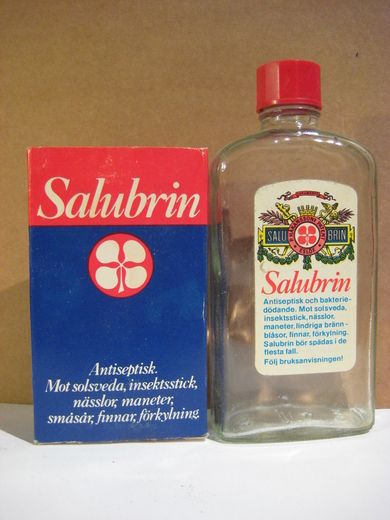 Salubrin
Antiseptisk.
Mot solsveda, insektsstick,
nässlor, maneter,
småsår, finnar, förkylning.
SALU BRIN
Salubrin
Antiseptisk och bakterie-
dödande. Mot solsveda,
insektsstick, nässlor,
maneter, lindriga bränn-
blåsor, finnar, förkylning.
Salubrin bör spädas i de
flesta fall.
Följ bruksanvisningen!